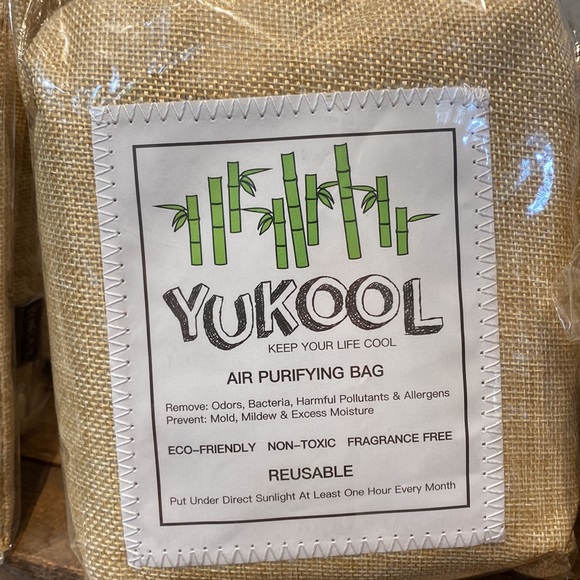 YUKOOL
KEEP YOUR LIFE COOL
AIR PURIFYING BAG
Remove: Odors, Bacteria, Harmful Pollutants & Allergens
Prevent: Mold, Mildew & Excess Moisture
ECO-FRIENDLY NON-TOXIC FRAGRANCE FREE
REUSABLE
Put Under Direct Sunlight At Least One Hour Every Month